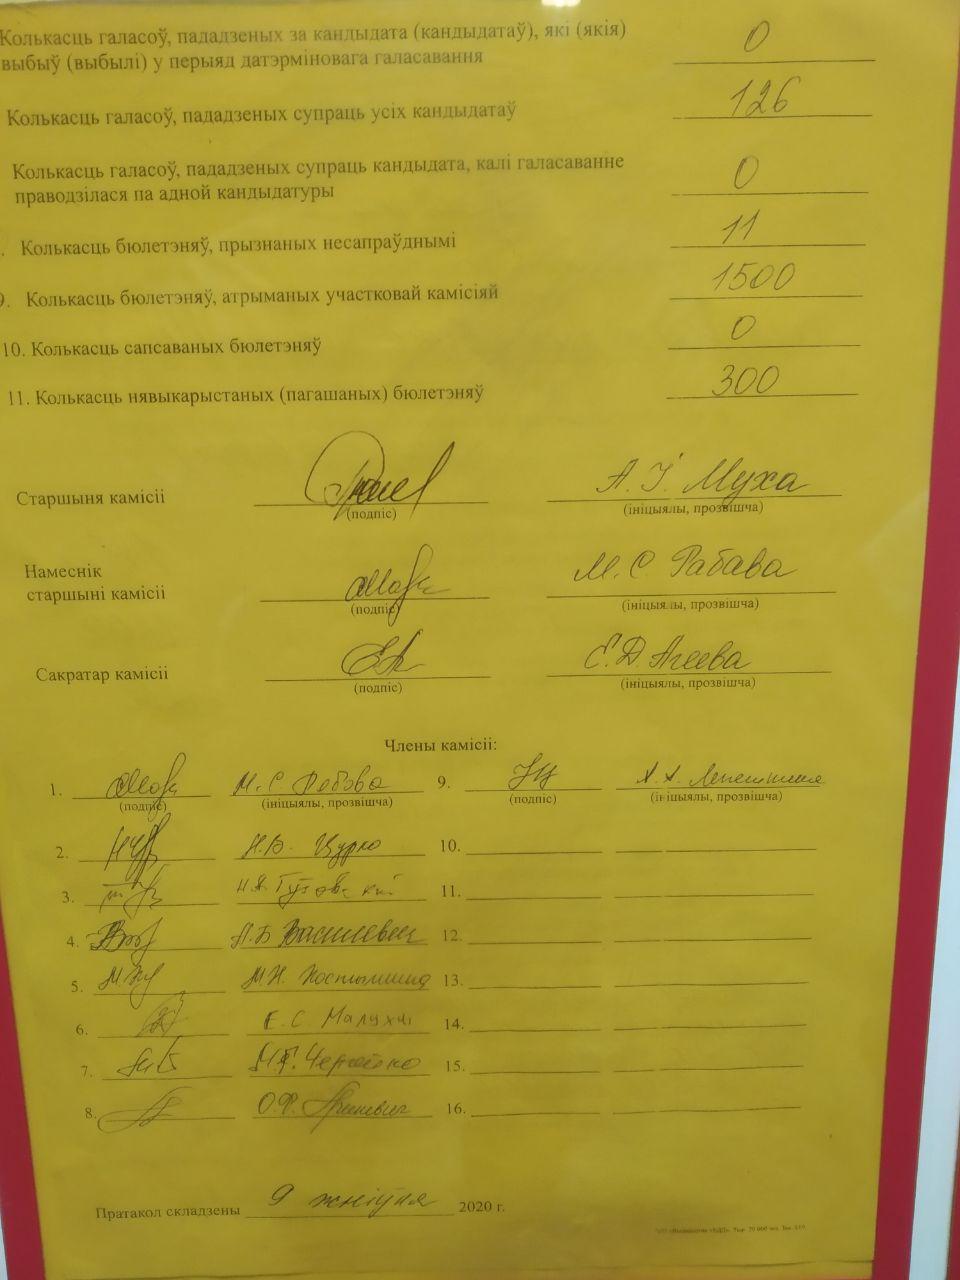 Колькасць галасоў, пададзеных за кандыдата (кандыдатаў), які (якія)
выбыў (выбылі) у перыяд датэрміновага галасавання 0
Колькасць галасоў, пададзеных супраць усіх кандыдатаў 126
Колькасць галасоў, пададзеных супраць кандыдата, калі галасаванне
праводзілася па адной кандыдатуры 0
. Колькасць бюлетэняў, прызнаных несапраўднымі 11
9. Колькасць бюлетэняў, атрыманых участковай камісіяй 1500
10. Колькасць сапсаваных бюлетэняў 0
11. Колькасць нявыкарыстаных (пагашаных) бюлетэняў 300
Старшыня камісіі А. І. Муха
(подпіс) (ініцыялы, прозвішча)
Намеснік
старшыні камісіі М. С. Рабава
(подпіс) (ініцыялы, прозвішча)
Сакратар камісіі Е. Д. Агеева
(подпіс) (ініцыялы, прозвішча)
Члены камісіі:
1. М. С. Рабова 9.
(подпіс) (ініцыялы, прозвішча) (подпіс) (ініцыялы, прозвішча)
2. Н. В. Цурко 10.
3. 11.
4. Л. Б. Василевич 12.
5. М. Н. 13.
6. Е. С. 14.
7. 15.
8. О. Ф. 16.
Пратакол складзены 9 жніўня 2020 г.